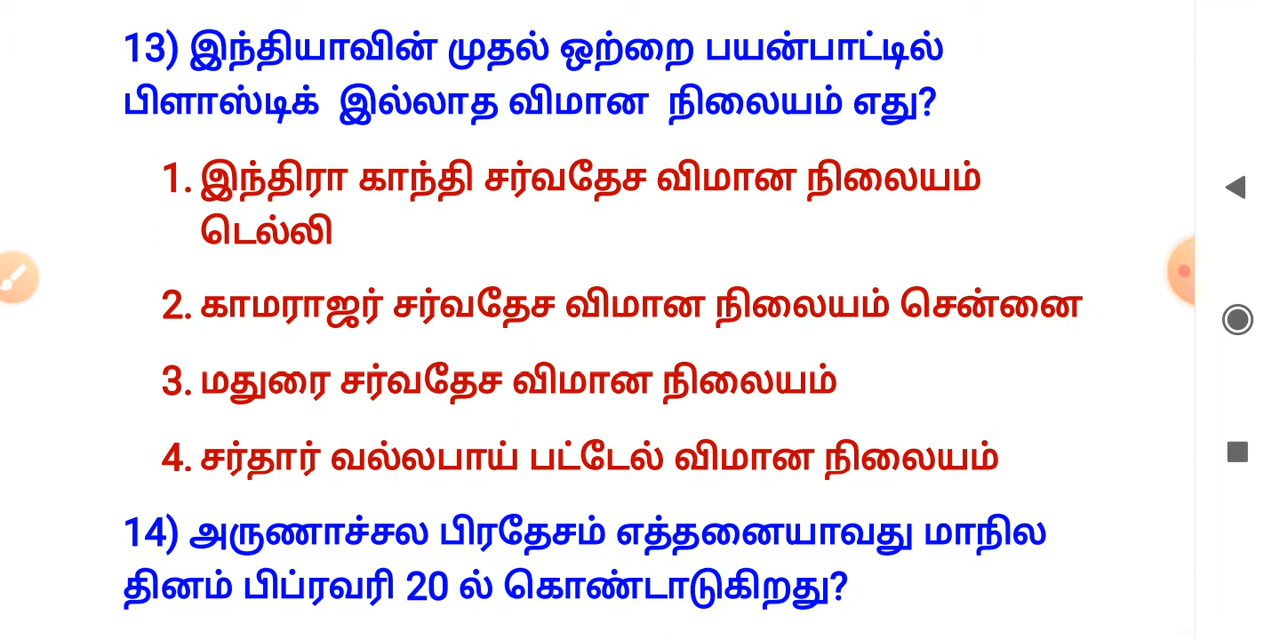 13) இந்தியாவின் முதல் ஒற்றை பயன்பாட்டில்
பிளாஸ்டிக் இல்லாத விமான நிலையம் எது?
1. இந்திரா காந்தி சர்வதேச விமான நிலையம்
டெல்லி
2. காமராஜர் சர்வதேச விமான நிலையம் சென்னை
3. மதுரை சர்வதேச விமான நிலையம்
4. சர்தார் வல்லபாய் பட்டேல் விமான நிலையம்
14) அருணாச்சல பிரதேசம் எத்தனையாவது மாநில
தினம் பிப்ரவரி 20 ல் கொண்டாடுகிறது?